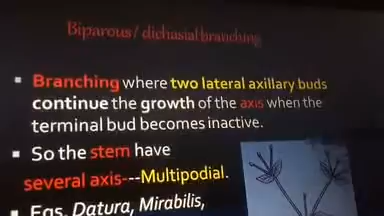 Biparous / dichasial branching
▪ Branching where two lateral axillary buds
continue the growth of the axis when the
terminal bud becomes inactive.
▪ So the stem have
several axis---Multipodial.
▪ Egs. Datura, Mirabilis,